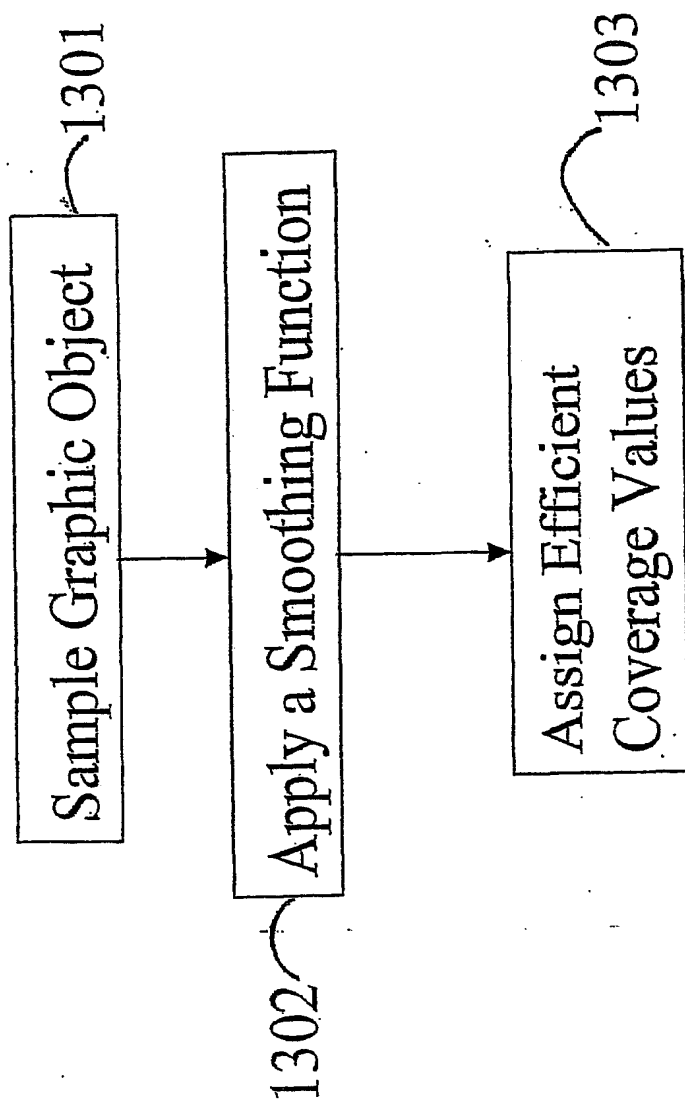 Sample Graphic Object
1301
Apply a Smoothing Function
1302
Assign Efficient
Coverage Values
1303